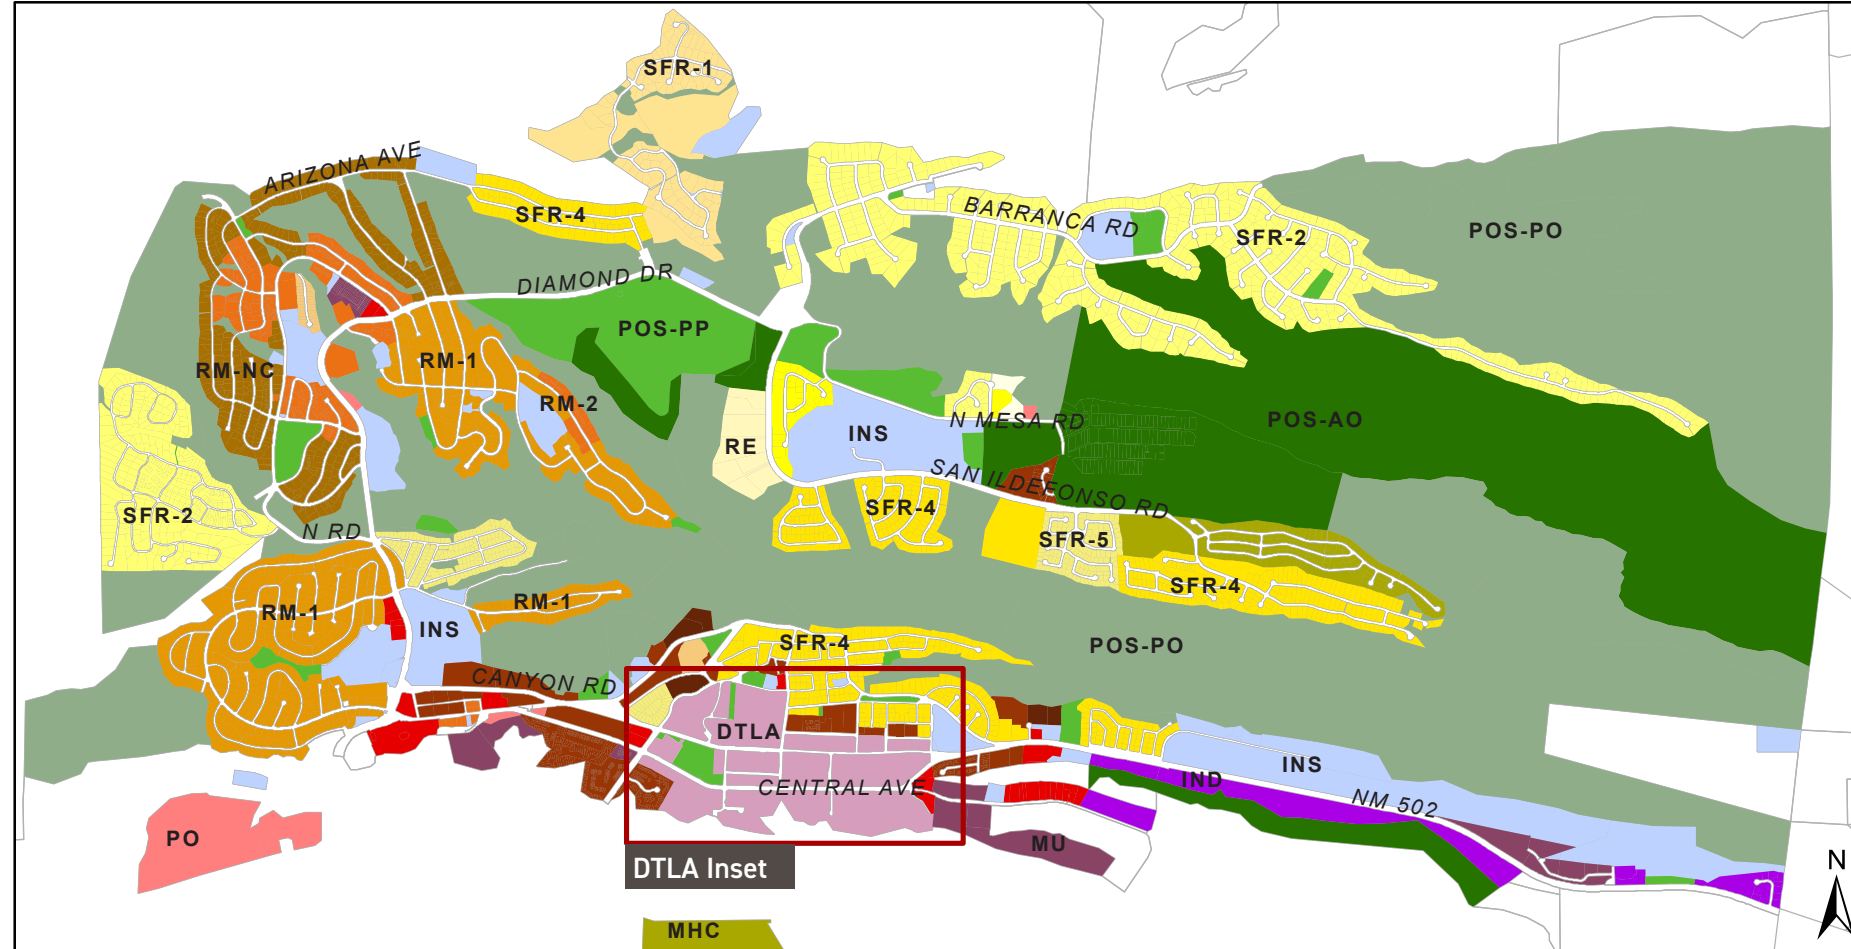 SFR-1
ARIZONA AVE
SFR-4
BARRANCA RD
SFR-2
POS-PO
DIAMOND DR
POS-PP
RM-NC
RM-1
RM-2
N MESA RD
POS-AO
RE
INS
SAN ILDEFONSO RD
SFR-2
SFR-4
N RD
SFR-5
SFR-4
RM-1
RM-1
INS
SFR-4
POS-PO
CANYON RD
DTLA
INS
IND
CENTRAL AVE
NM 502
PO
MU
DTLA Inset
N
MHC